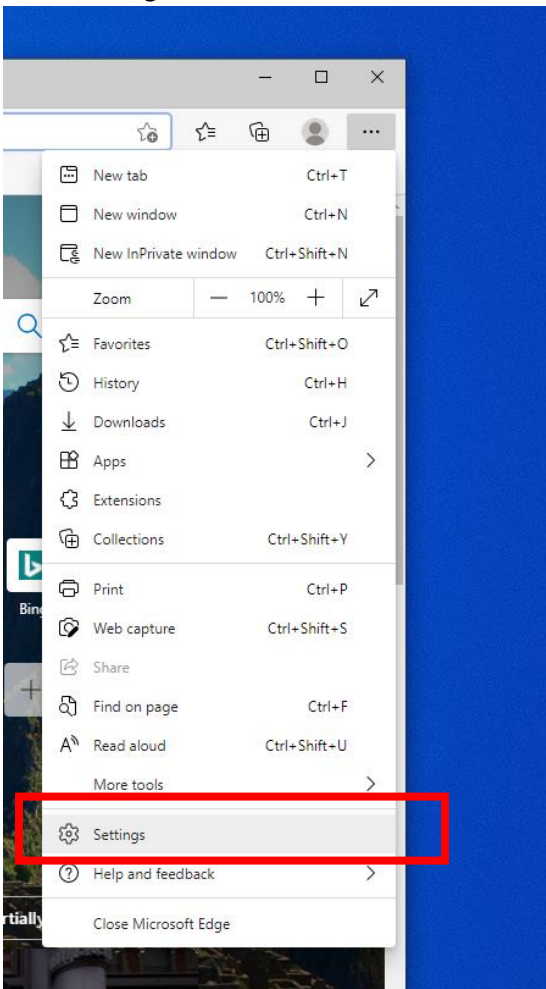 New tab Ctrl+T
New window Ctrl+N
New InPrivate window Ctrl+Shift+N
Zoom 100%
Favorites Ctrl+Shift+O
History Ctrl+H
Downloads Ctrl+J
Apps
Extensions
Collections Ctrl+Shift+Y
Print Ctrl+P
Bing
Web capture Ctrl+Shift+S
Share
Find on page Ctrl+F
Read aloud Ctrl+Shift+U
More tools
Settings
Help and feedback
rtially
Close Microsoft Edge